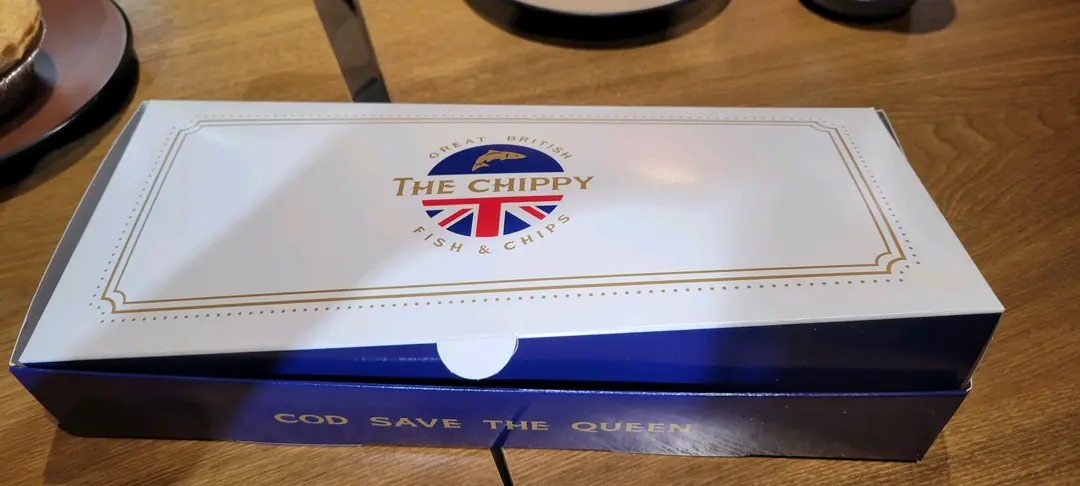 GREAT BRITISH
THE CHIPPY
FISH & CHIPS
COD SAVE THE QUEEN